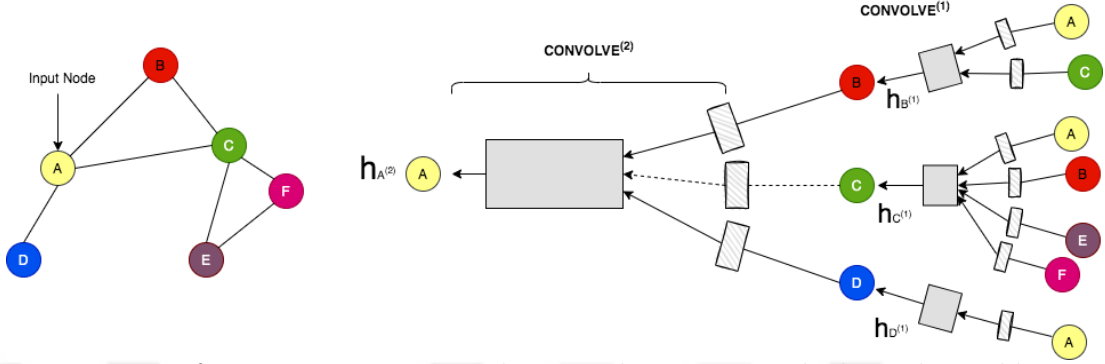 Input Node
A
B
C
D
E
F
CONVOLVE(2)
CONVOLVE(1)
hA(2)
A
B
hB(1)
A
C
C
hC(1)
A
B
E
F
D
hD(1)
A